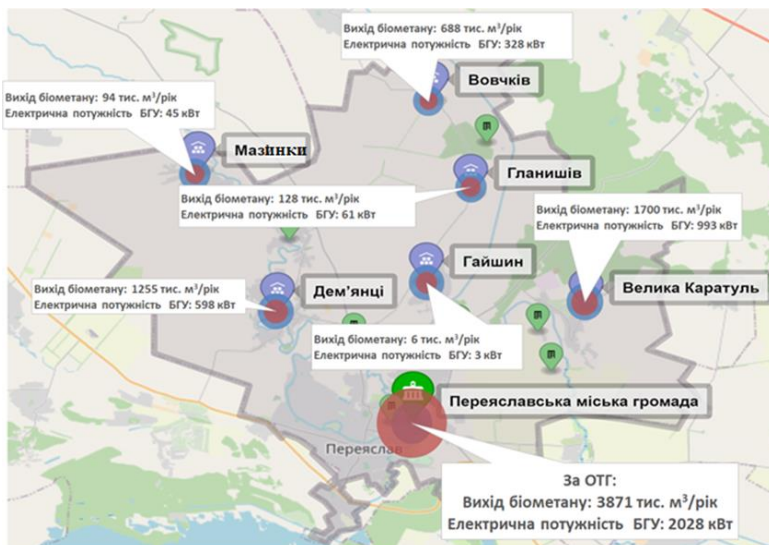 Вихід біометану: 688 тис. м³/рік
Електрична потужність БГУ: 328 кВт
Вовчків
Вихід біометану: 94 тис. м³/рік
Електрична потужність БГУ: 45 кВт
Мазінки
Гланишів
Вихід біометану: 128 тис. м³/рік
Електрична потужність БГУ: 61 кВт
Вихід біометану: 1700 тис. м³/рік
Електрична потужність БГУ: 993 кВт
Гайшин
Вихід біометану: 1255 тис. м³/рік
Електрична потужність БГУ: 598 кВт
Дем'янці
Велика Каратуль
Вихід біометану: 6 тис. м³/рік
Електрична потужність БГУ: 3 кВт
Переяславська міська громада
Переяслав
За ОТГ:
Вихід біометану: 3871 тис. м³/рік
Електрична потужність БГУ: 2028 кВт